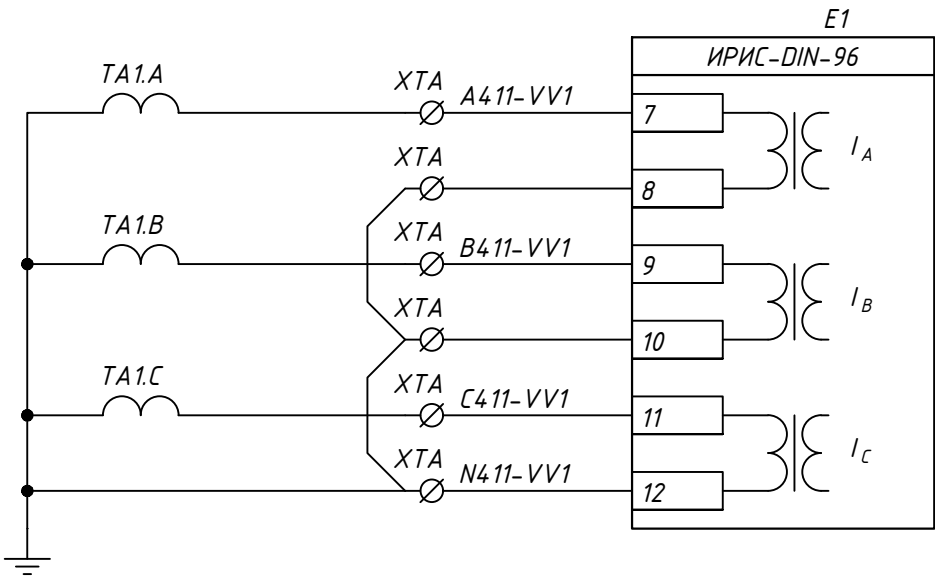 E1
ИРИС-DIN-96
TA1.A
XTA
A411-VV1
7
I A
XTA
8
TA1.B
XTA
B411-VV1
9
I B
XTA
10
TA1.C
XTA
C411-VV1
11
I C
XTA
N411-VV1
12